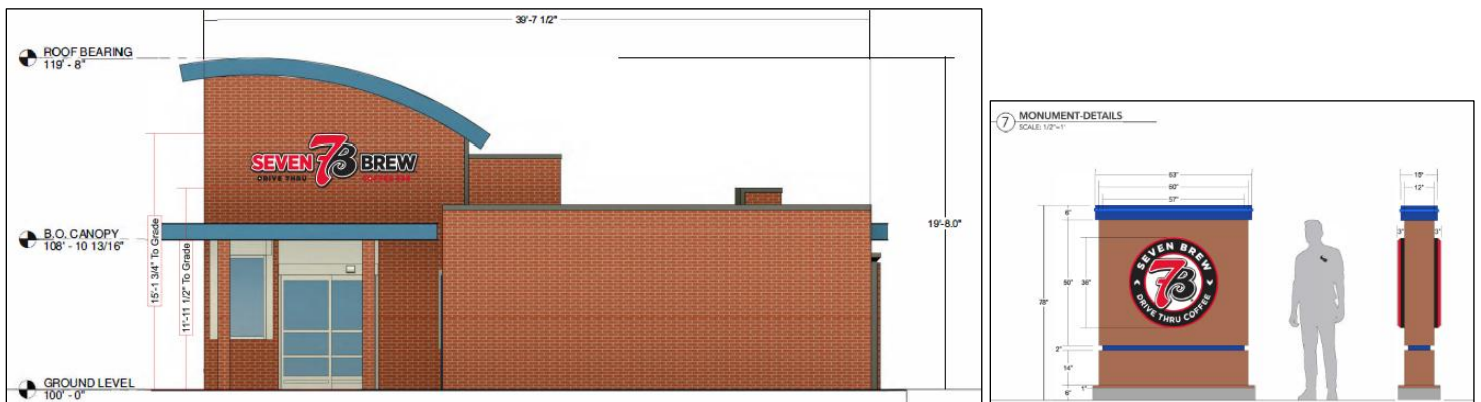 39'-7 1/2"
ROOF BEARING
119' - 8"
SEVEN 7B BREW
DRIVE THRU COFFEE
15'-1 3/4" To Grade
11'-11 1/2" To Grade
B.O. CANOPY
108' - 10 13/16"
19'-8.0"
GROUND LEVEL
100' - 0"
7 MONUMENT-DETAILS
SCALE: 1/2"=1'
63"
60"
57"
18"
12"
6"
3"
3"
78"
50"
36"
SEVEN BREW
7B
DRIVE THRU COFFEE
2"
14"
1"
6"